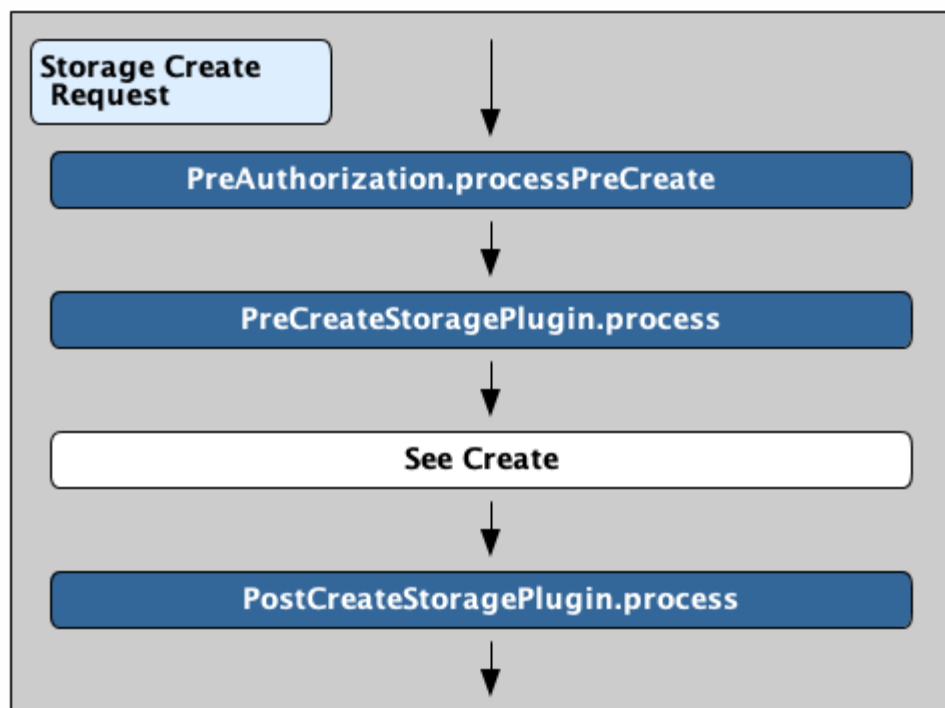 Storage Create
Request
PreAuthorization.processPreCreate
PreCreateStoragePlugin.process
See Create
PostCreateStoragePlugin.process